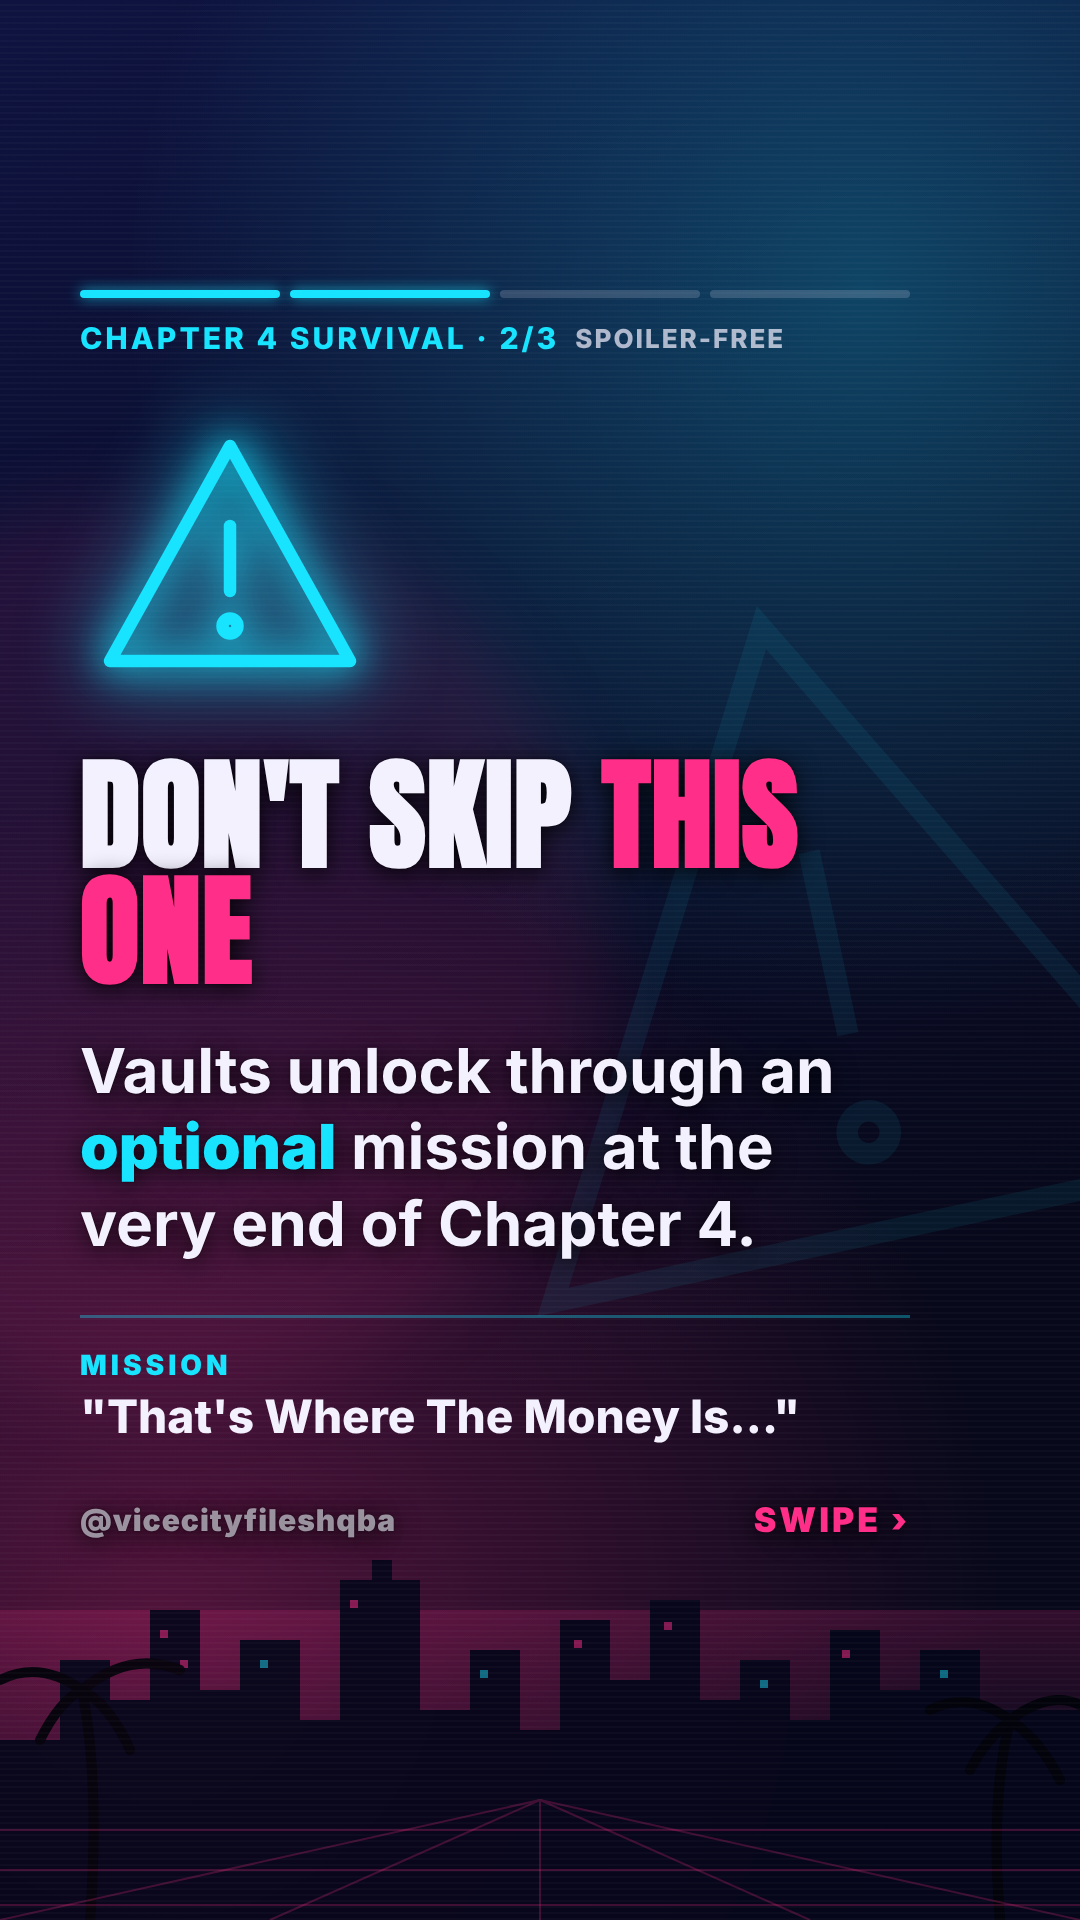 CHAPTER 4 SURVIVAL · 2/3 SPOILER-FREE
DON'T SKIP THIS
ONE
Vaults unlock through an
optional mission at the
very end of Chapter 4.
MISSION
"That's Where The Money Is..."
@vicecityfileshqba
SWIPE ›